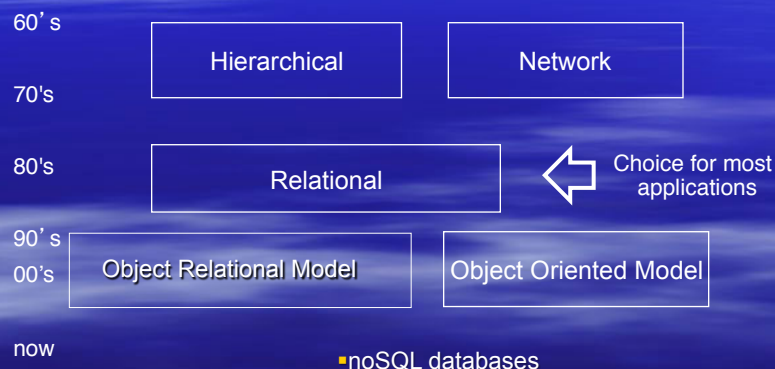 60’s
Hierarchical Network
70's
80's
Relational
Choice for most
applications
90’s
00’s
Object Relational Model Object Oriented Model
now
▪noSQL databases